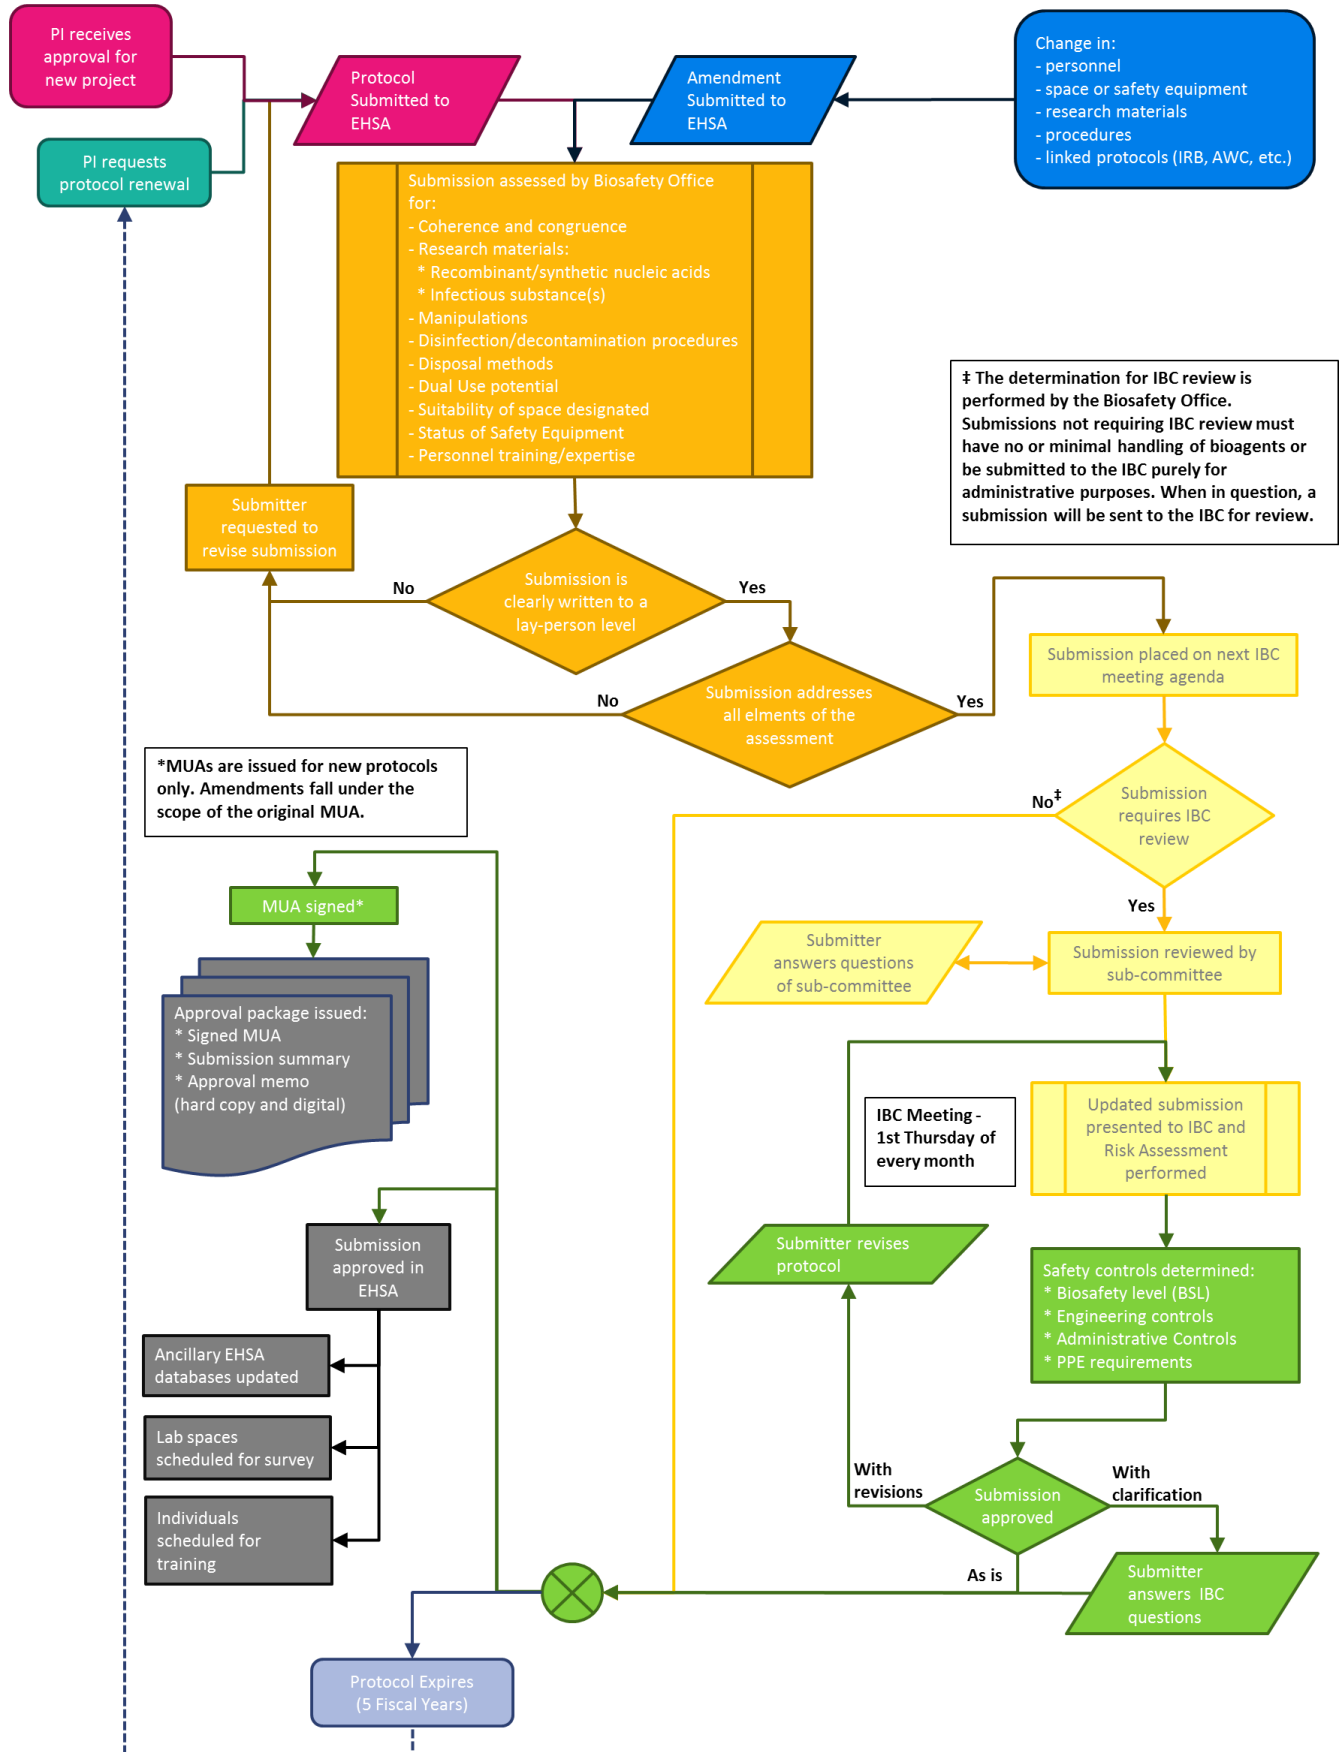 PI receives
approval for
new project
Protocol
Submitted to
EHSA
Amendment
Submitted to
EHSA
Change in:
- personnel
- space or safety equipment
- research materials
- procedures
- linked protocols (IRB, AWC, etc.)
PI requests
protocol renewal
Submission assessed by Biosafety Office
for:
- Coherence and congruence
- Research materials:
* Recombinant/synthetic nucleic acids
* Infectious substance(s)
- Manipulations
- Disinfection/decontamination procedures
- Disposal methods
- Dual Use potential
- Suitability of space designated
- Status of Safety Equipment
- Personnel training/expertise
‡ The determination for IBC review is
performed by the Biosafety Office.
Submissions not requiring IBC review must
have no or minimal handling of bioagents or
be submitted to the IBC purely for
administrative purposes. When in question, a
submission will be sent to the IBC for review.
Submitter
requested to
revise submission
No
Submission is
clearly written to a
lay-person level
Yes
No
Submission addresses
all elments of the
assessment
Yes
Submission placed on next IBC
meeting agenda
*MUAs are issued for new protocols
only. Amendments fall under the
scope of the original MUA.
No‡
Submission
requires IBC
review
Yes
MUA signed*
Submitter
answers questions
of sub-committee
Submission reviewed by
sub-committee
Approval package issued:
* Signed MUA
* Submission summary
* Approval memo
(hard copy and digital)
IBC Meeting -
1st Thursday of
every month
Updated submission
presented to IBC and
Risk Assessment
performed
Submission
approved in
EHSA
Submitter revises
protocol
Safety controls determined:
* Biosafety level (BSL)
* Engineering controls
* Administrative Controls
* PPE requirements
Ancillary EHSA
databases updated
Lab spaces
scheduled for survey
Individuals
scheduled for
training
With
revisions
Submission
approved
With
clarification
As is
Submitter
answers IBC
questions
Protocol Expires
(5 Fiscal Years)